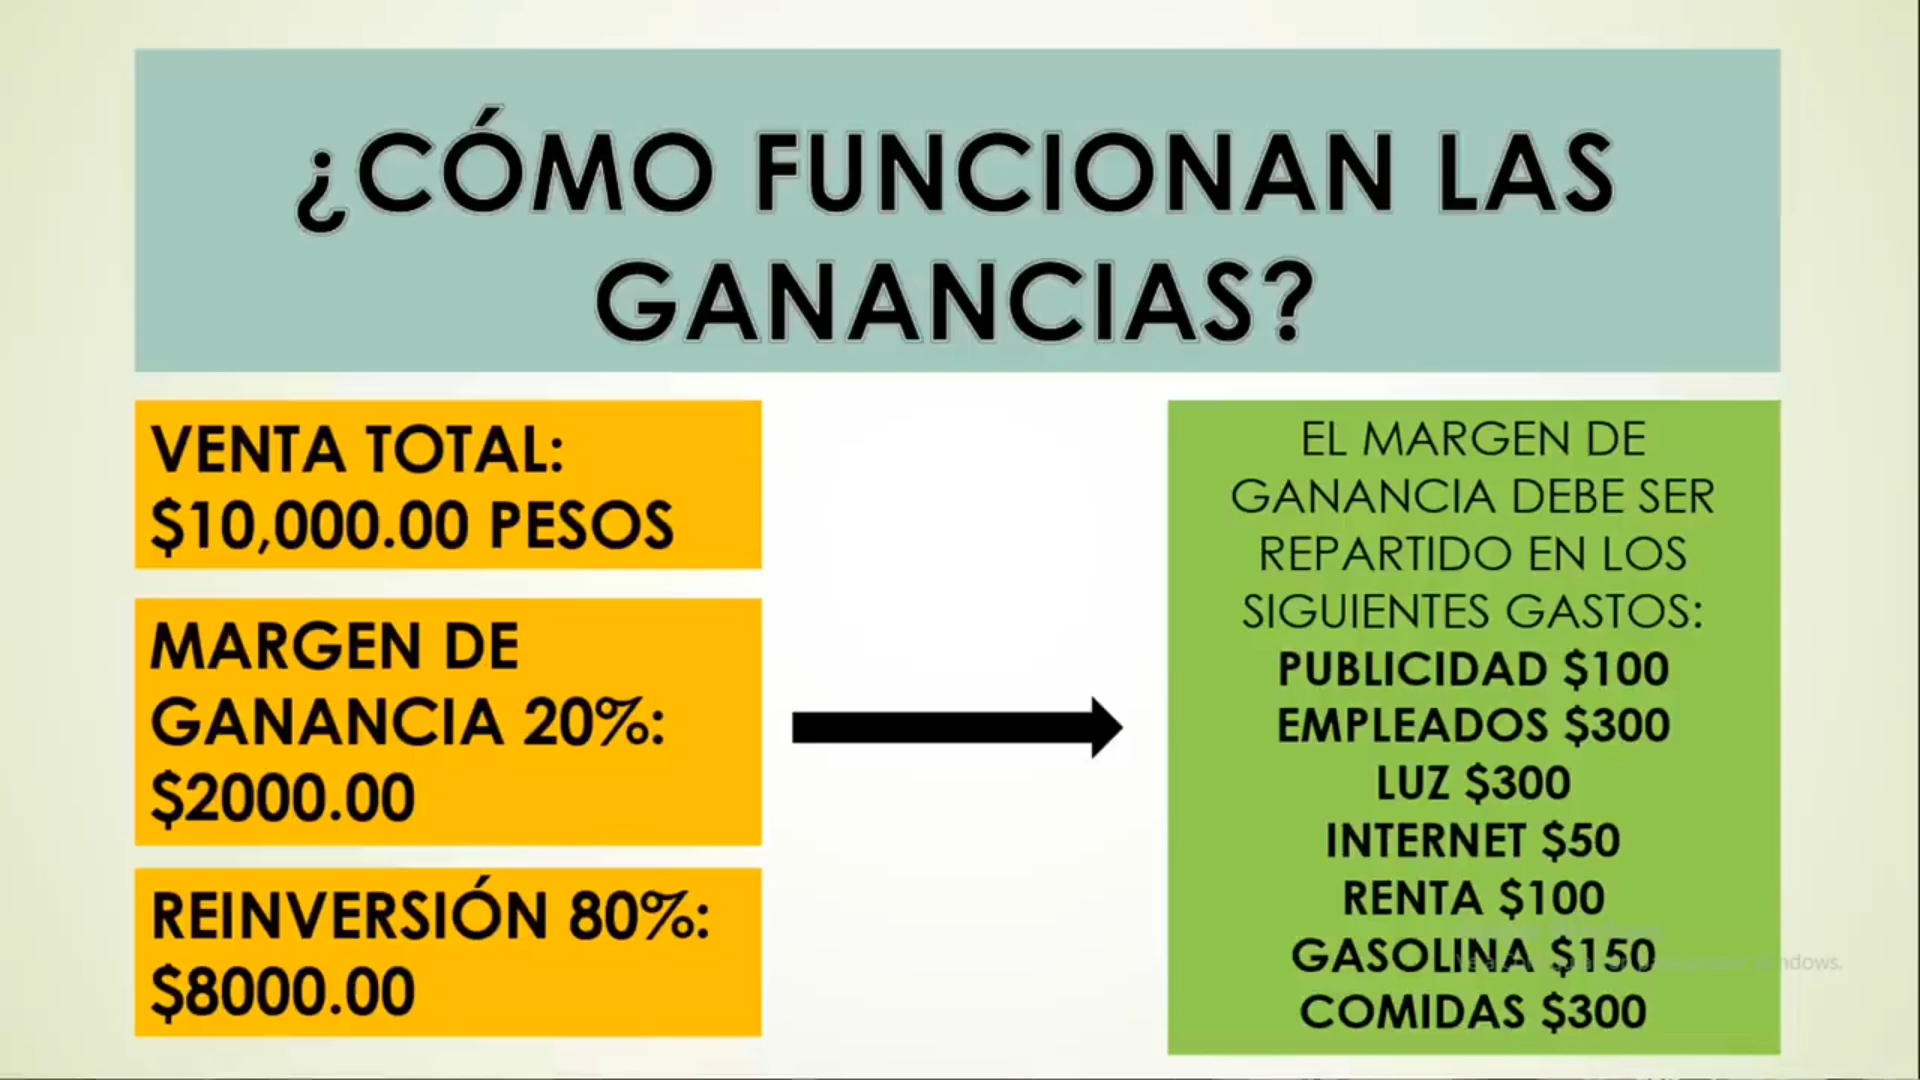 ¿CÓMO FUNCIONAN LAS
GANANCIAS?
VENTA TOTAL:
$10,000.00 PESOS
MARGEN DE
GANANCIA 20%:
$2000.00
REINVERSIÓN 80%:
$8000.00
EL MARGEN DE
GANANCIA DEBE SER
REPARTIDO EN LOS
SIGUIENTES GASTOS:
PUBLICIDAD $100
EMPLEADOS $300
LUZ $300
INTERNET $50
RENTA $100
GASOLINA $150
COMIDAS $300